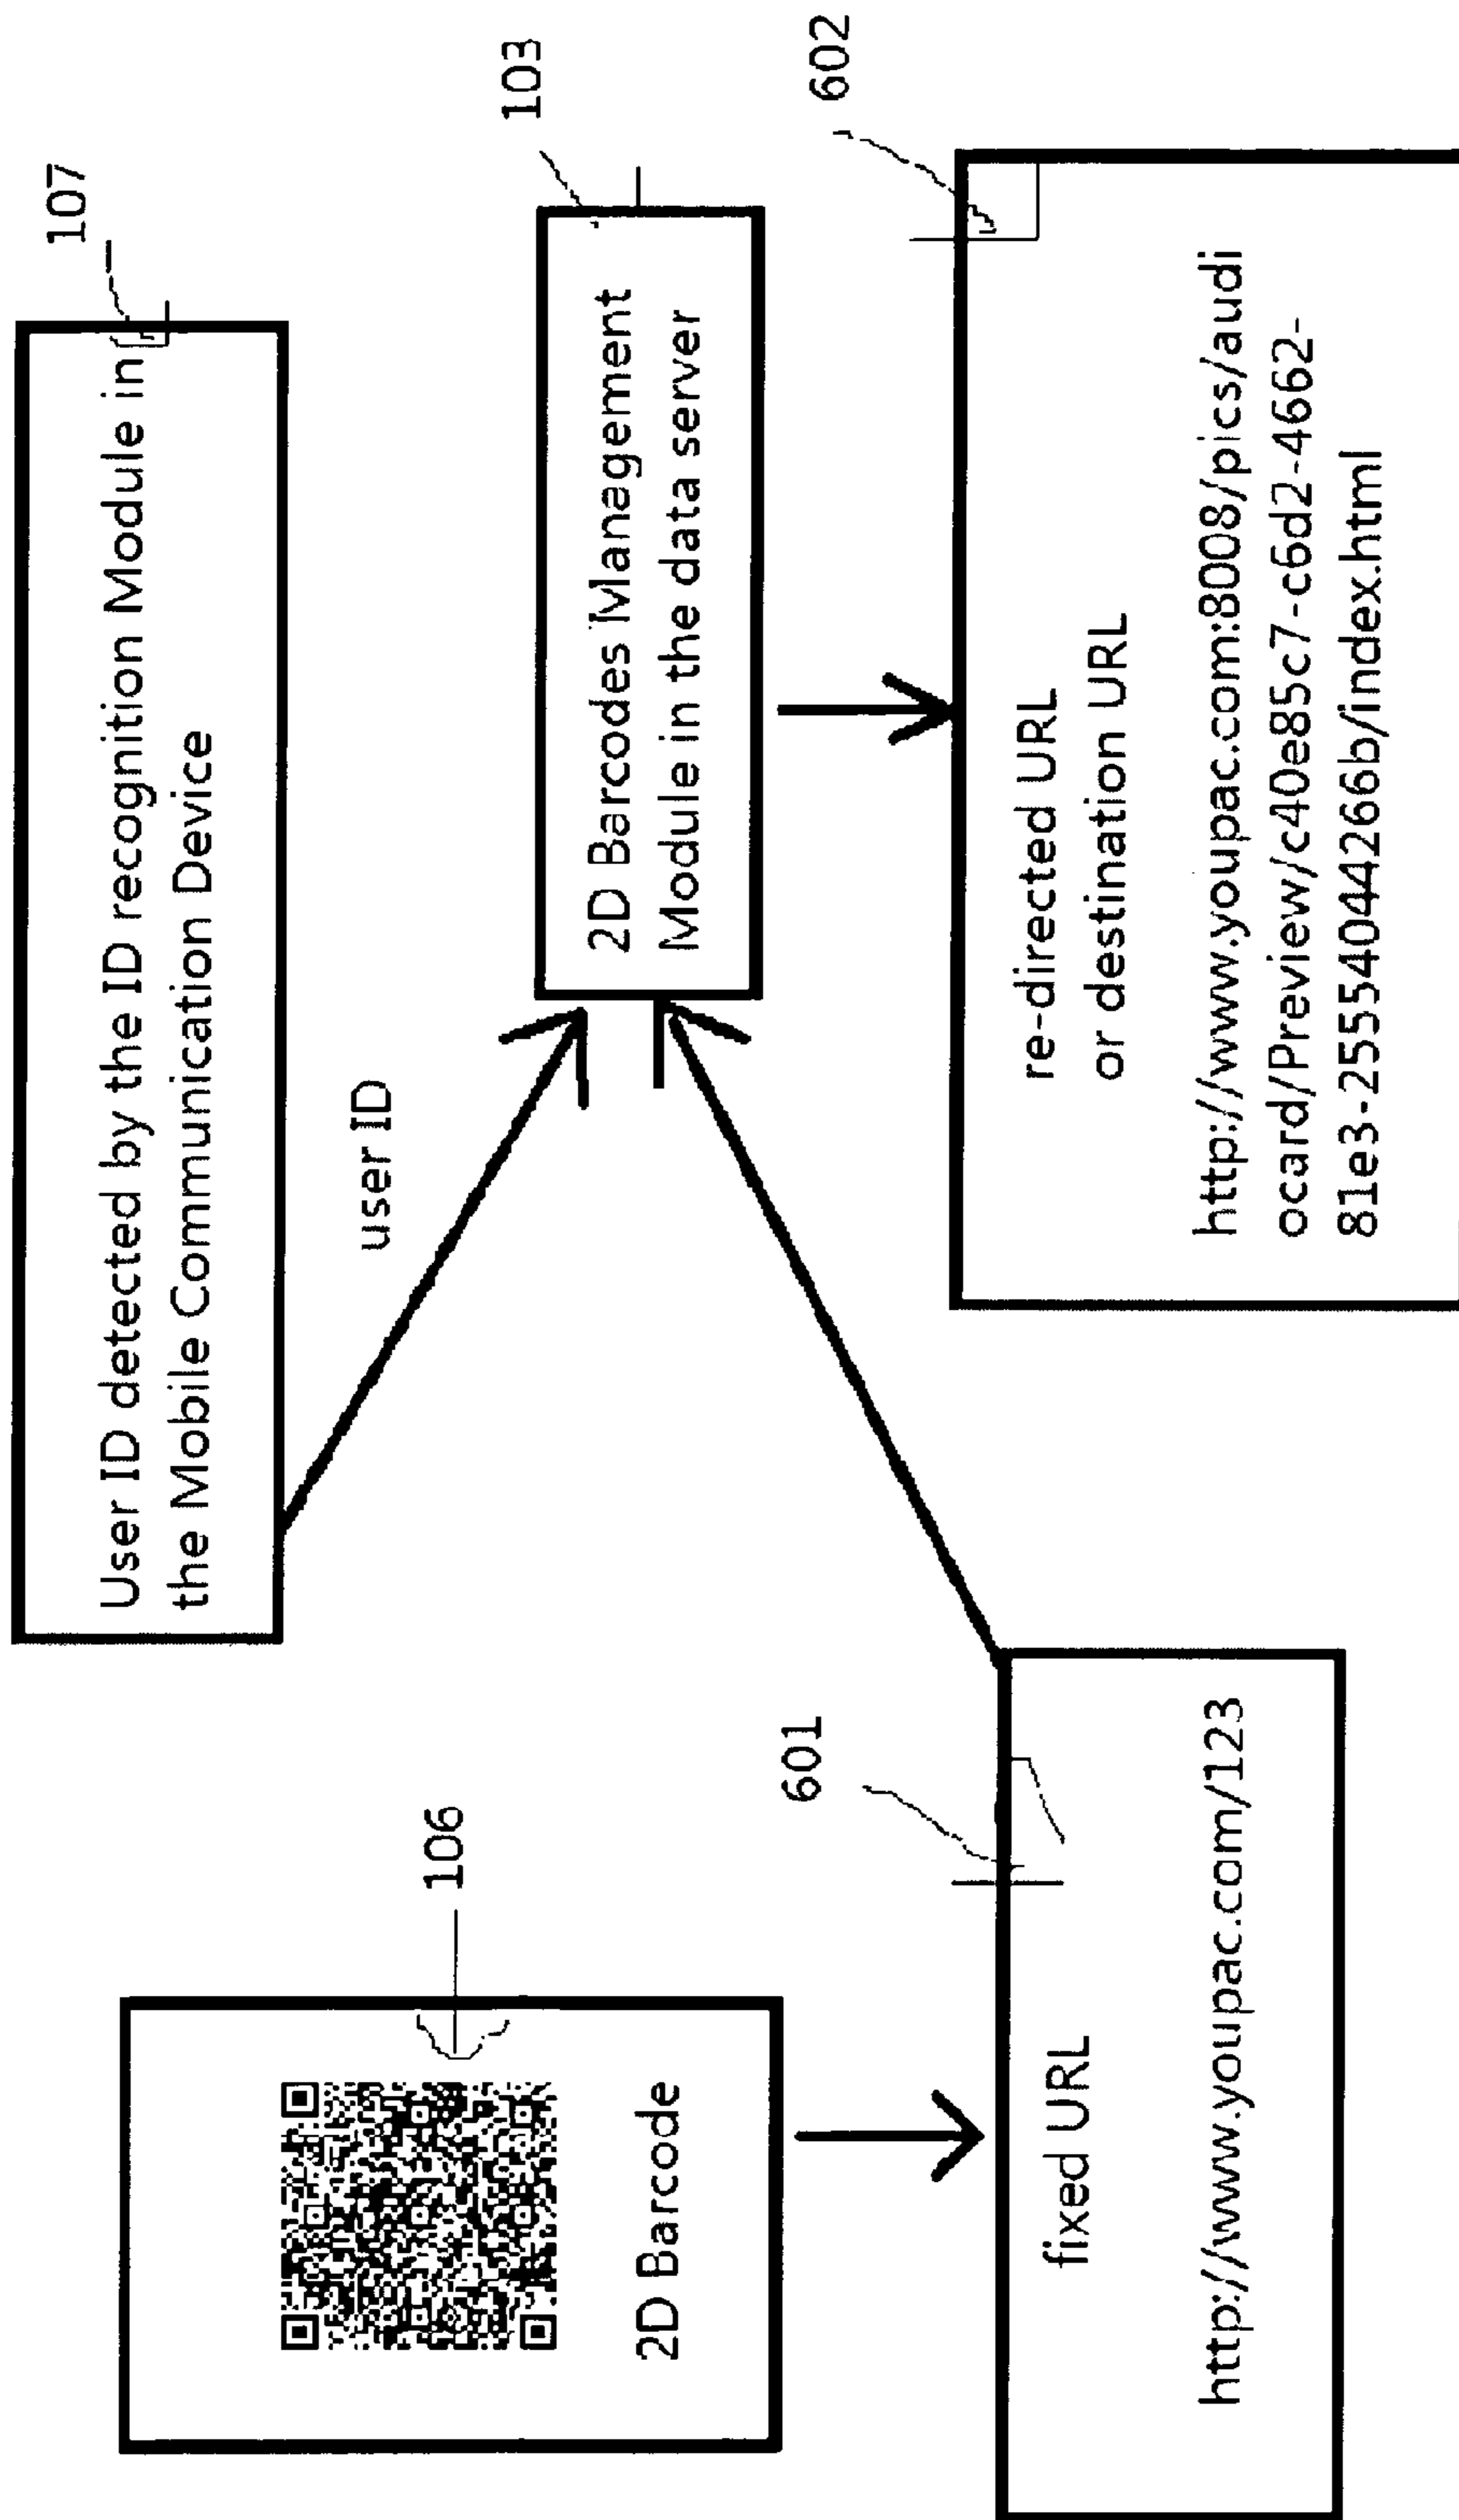 107
User ID detected by the ID recognition Module in
the Mobile Communication Device
106
2D Barcode
user ID
103
2D Barcodes Management
Module in the data server
601
fixed URL
http://www.youpac.com/123
602
re-directed URL
or destination URL
http://www.youpac.com:8008/pics/audi
ocard/Preview/c40e85c7-c6d2-4662-
81e3-25554044266b/index.html